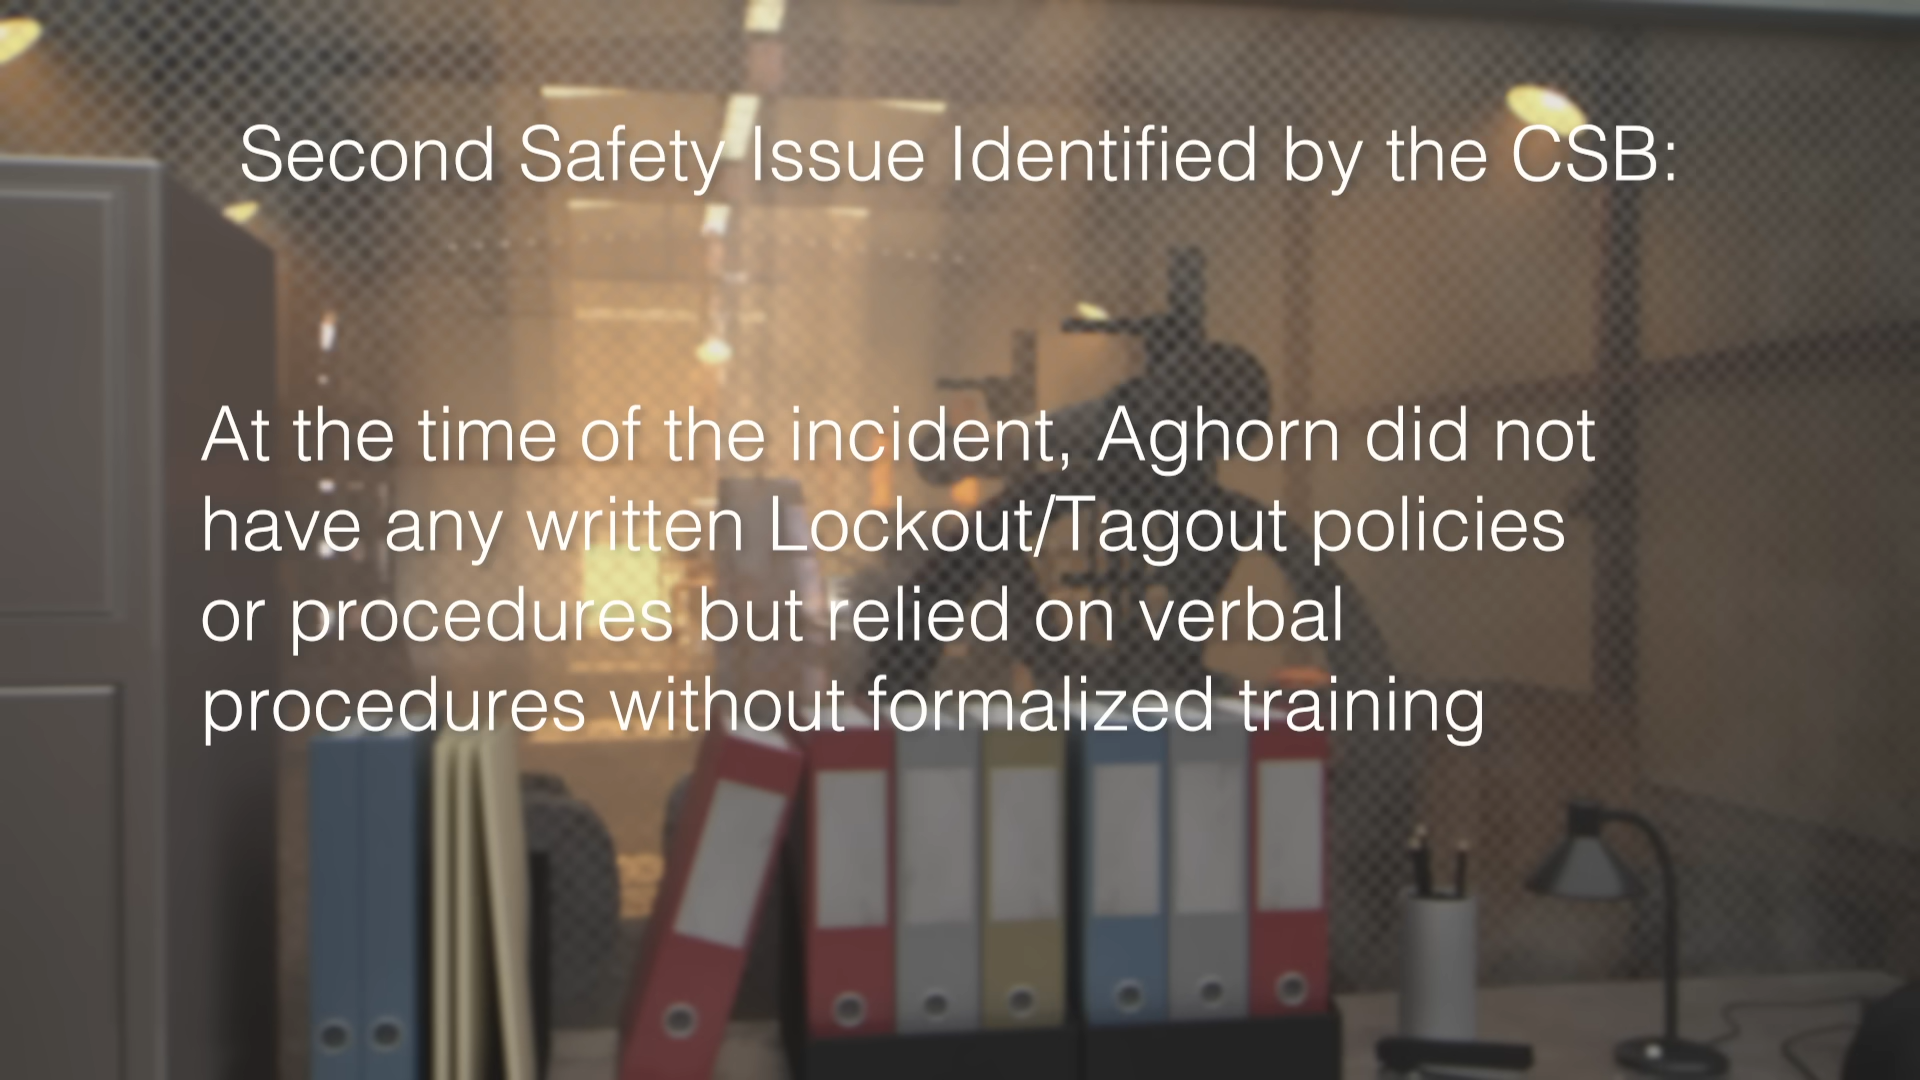 Second Safety Issue Identified by the CSB:
At the time of the incident, Aghorn did not
have any written Lockout/Tagout policies
or procedures but relied on verbal
procedures without formalized training